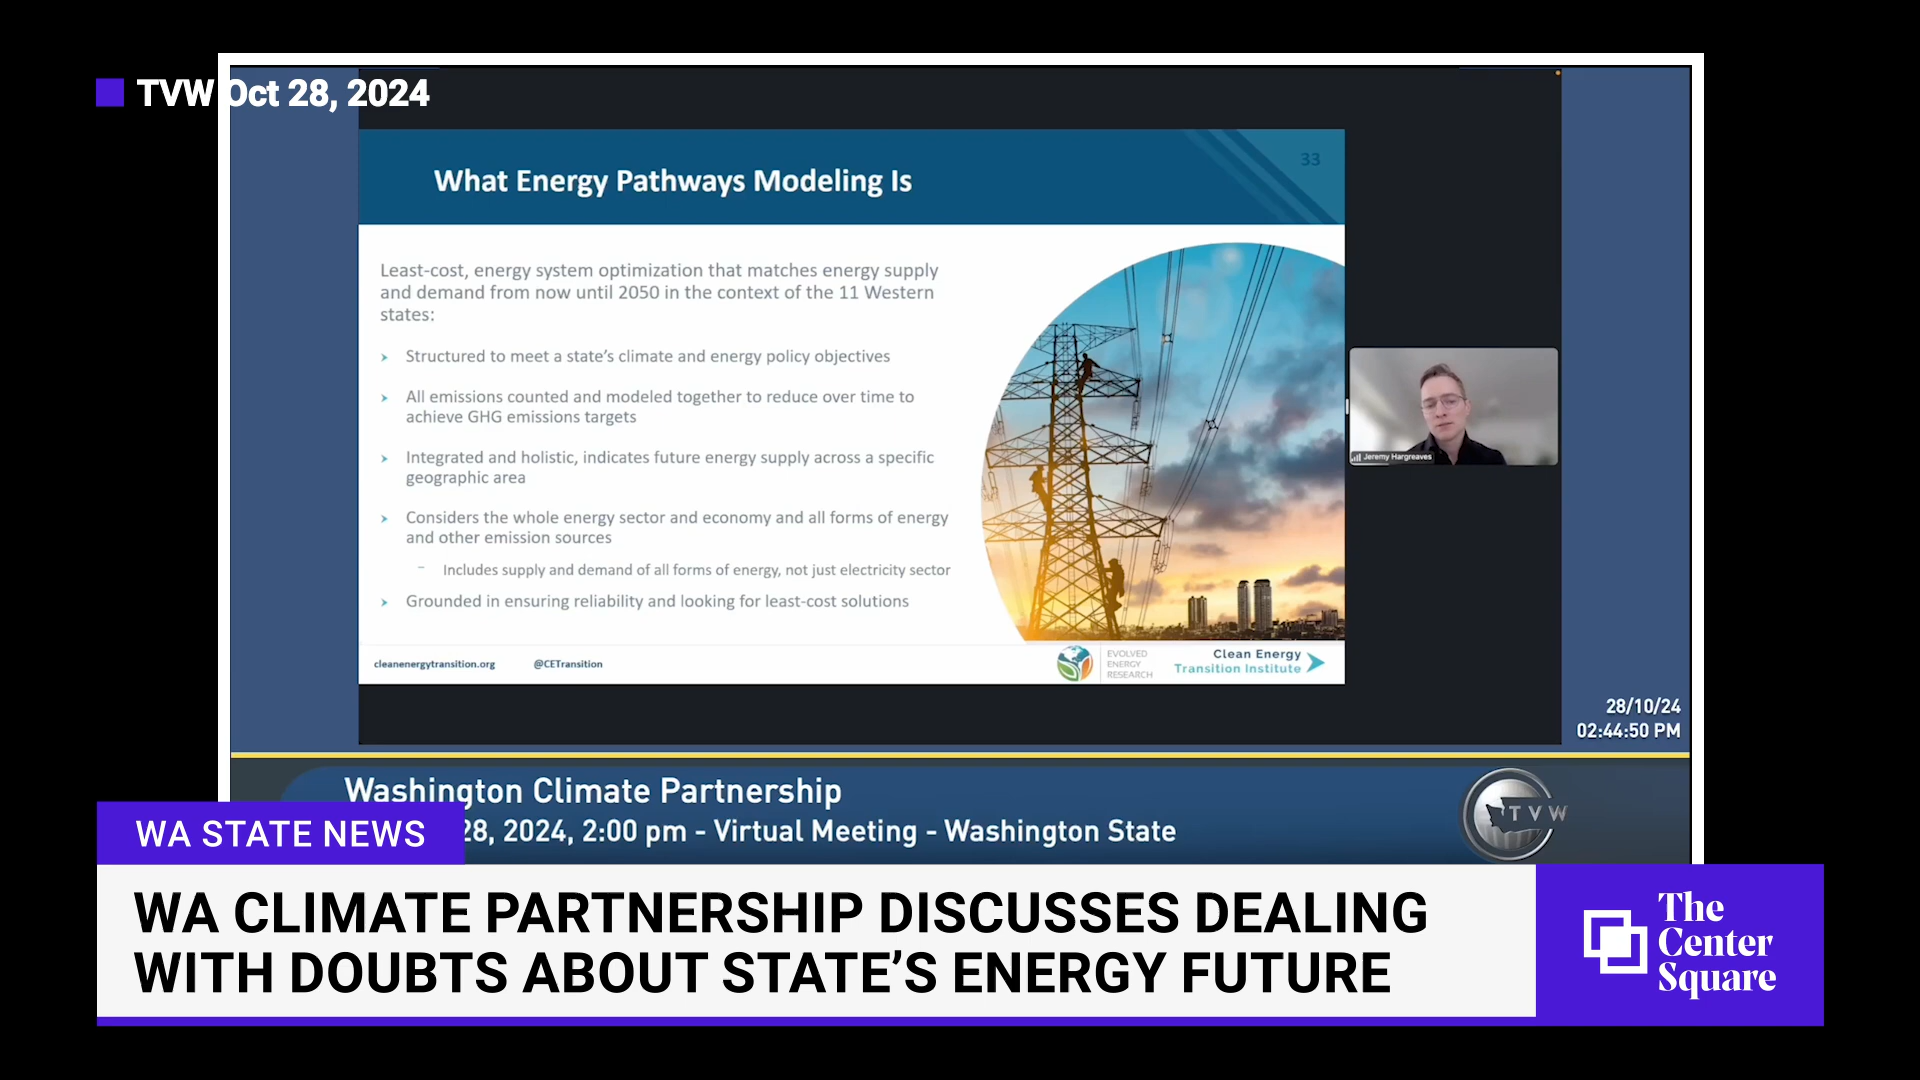 TVW Oct 28, 2024
What Energy Pathways Modeling Is
33
Least-cost, energy system optimization that matches energy supply
and demand from now until 2050 in the context of the 11 Western
states:
Structured to meet a state's climate and energy policy objectives
All emissions counted and modeled together to reduce over time to
achieve GHG emissions targets
Integrated and holistic, indicates future energy supply across a specific
geographic area
Considers the whole energy sector and economy and all forms of energy
and other emission sources
– Includes supply and demand of all forms of energy, not just electricity sector
Grounded in ensuring reliability and looking for least-cost solutions
cleanenergytransition.org @CETransition
EVOLVED
ENERGY
RESEARCH
Clean Energy
Transition Institute
Jeremy Hargreaves
28/10/24
02:44:50 PM
Washington Climate Partnership
28, 2024, 2:00 pm - Virtual Meeting - Washington State
TVW
WA STATE NEWS
WA CLIMATE PARTNERSHIP DISCUSSES DEALING
WITH DOUBTS ABOUT STATE’S ENERGY FUTURE
The
Center
Square